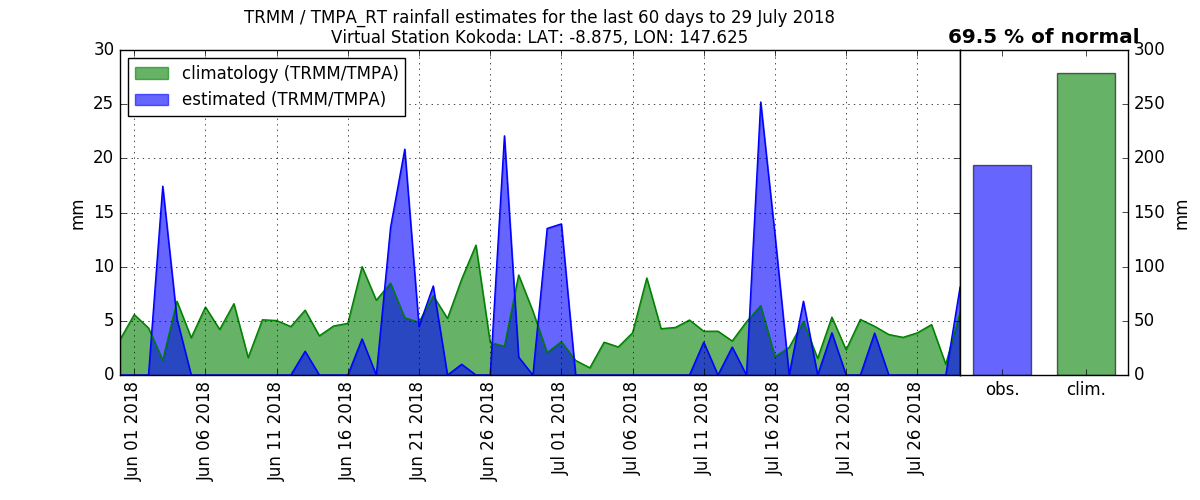 TRMM / TMPA_RT rainfall estimates for the last 60 days to 29 July 2018
Virtual Station Kokoda: LAT: -8.875, LON: 147.625
69.5 % of normal
climatology (TRMM/TMPA)
estimated (TRMM/TMPA)
30
25
20
15
10
5
0
mm
300
250
200
150
100
50
0
mm
Jun 01 2018
Jun 06 2018
Jun 11 2018
Jun 16 2018
Jun 21 2018
Jun 26 2018
Jul 01 2018
Jul 06 2018
Jul 11 2018
Jul 16 2018
Jul 21 2018
Jul 26 2018
obs.
clim.